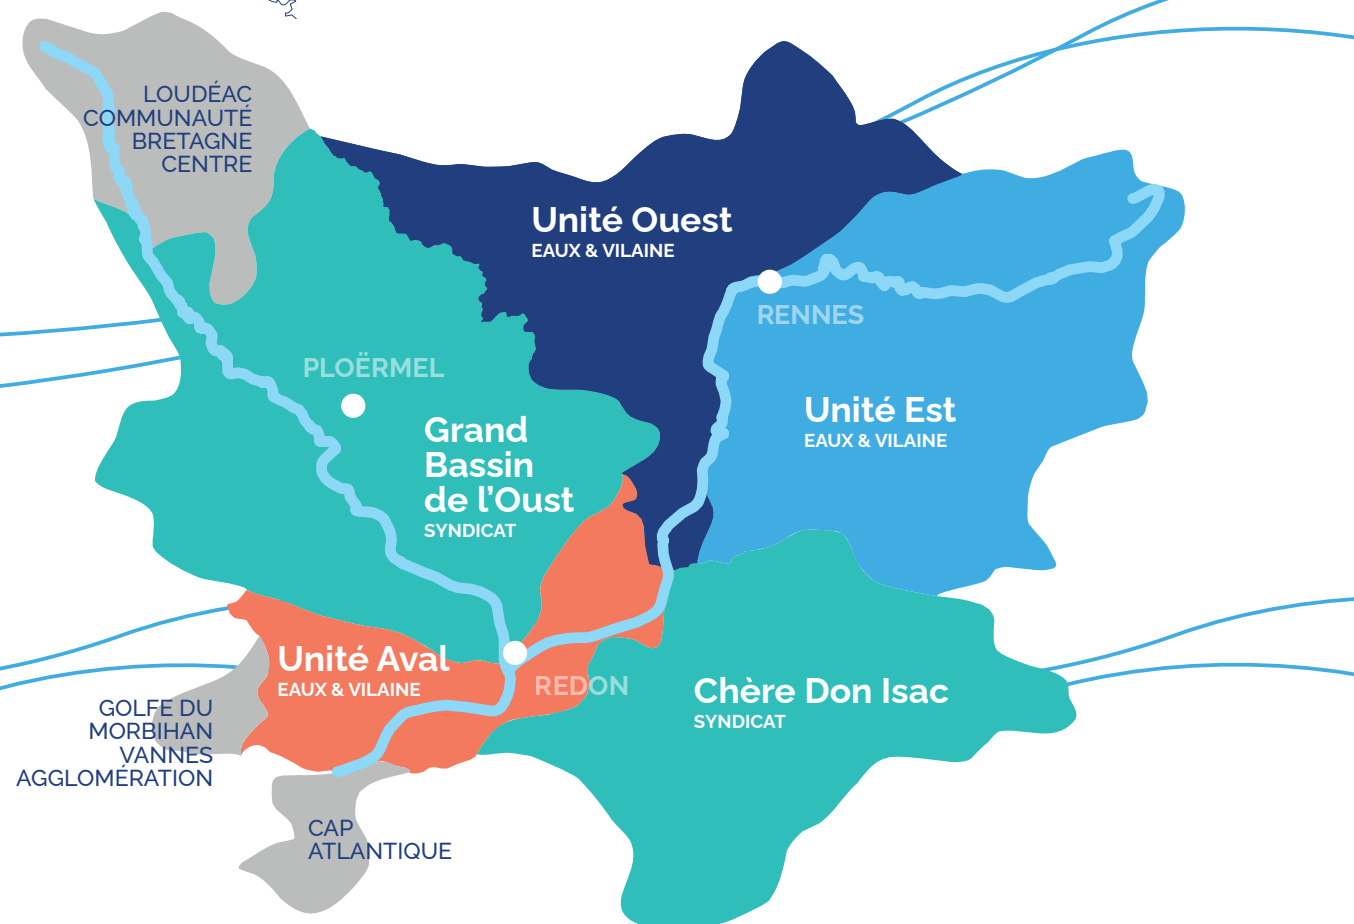 LOUDÉAC
COMMUNAUTÉ
BRETAGNE
CENTRE
Unité Ouest
EAUX & VILAINE
RENNES
PLOËRMEL
Grand
Bassin
de l’Oust
SYNDICAT
Unité Est
EAUX & VILAINE
Unité Aval
EAUX & VILAINE
REDON
Chère Don Isac
SYNDICAT
GOLFE DU
MORBIHAN
VANNES
AGGLOMÉRATION
CAP
ATLANTIQUE